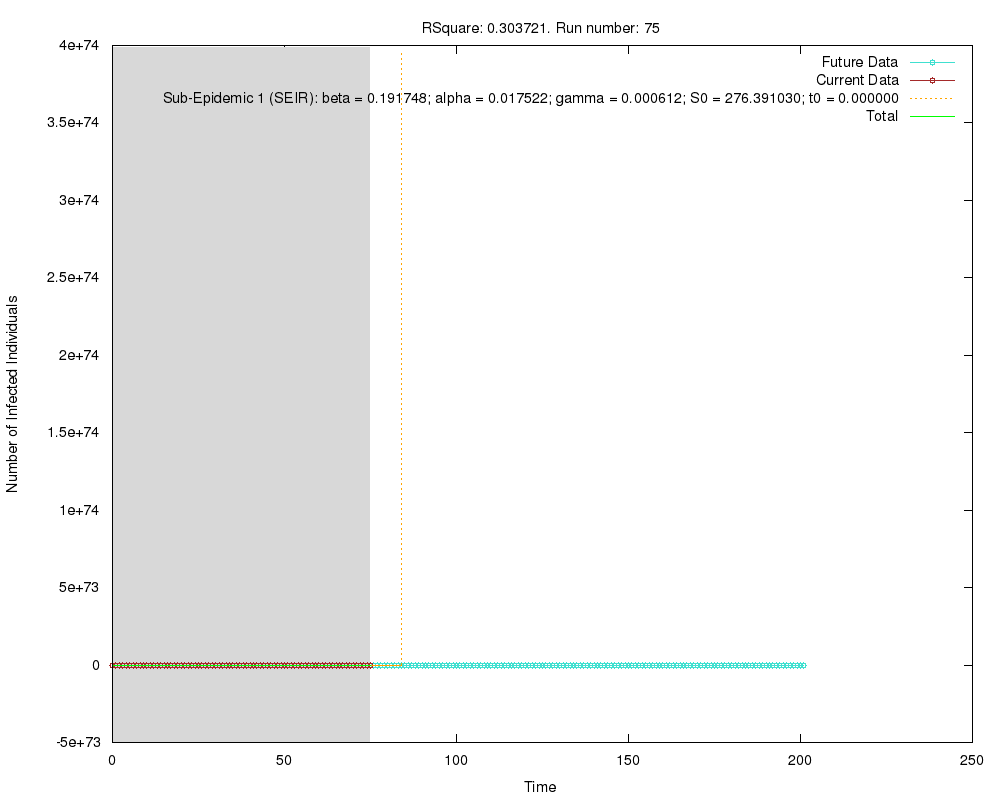 RSquare: 0.303721. Run number: 75
4e+74
3.5e+74
3e+74
2.5e+74
2e+74
1.5e+74
1e+74
5e+73
0
-5e+73
Number of Infected Individuals
Future Data
Current Data
Sub-Epidemic 1 (SEIR): beta = 0.191748; alpha = 0.017522; gamma = 0.000612; S0 = 276.391030; t0 = 0.000000
Total
0 50 100 150 200 250
Time